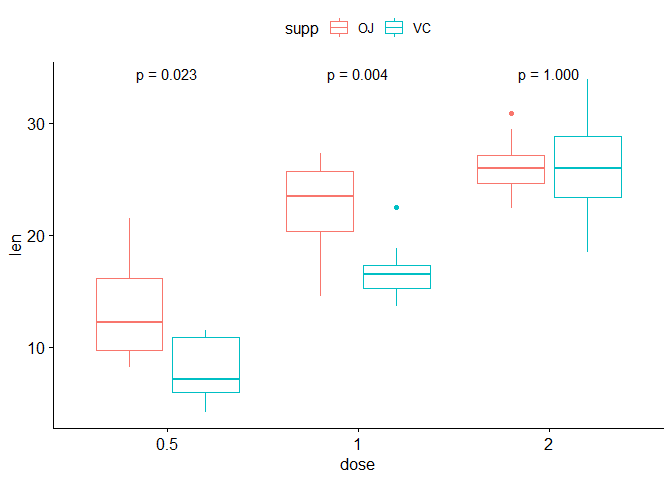 supp OJ VC
p = 0.023 p = 0.004 p = 1.000
30
20
10
len
0.5 1 2
dose